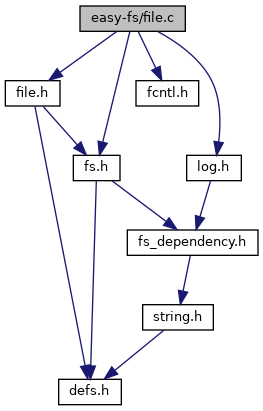 easy-fs/file.c
file.h
fcntl.h
fs.h
log.h
fs_dependency.h
string.h
defs.h